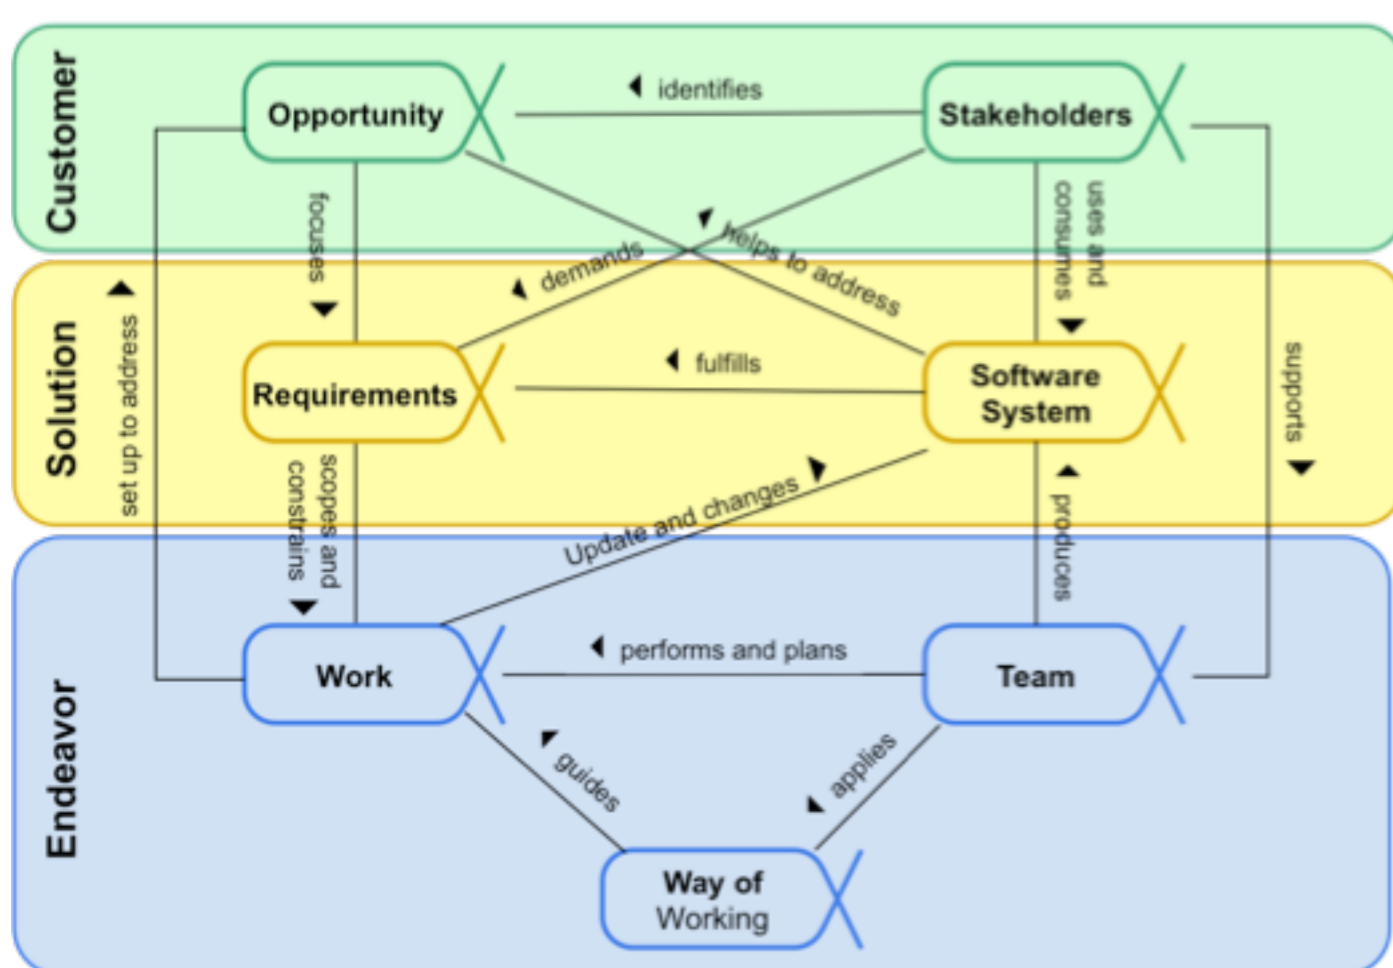 Customer
Opportunity
identifies
Stakeholders
focuses
demands
helps to address
uses and
consumes
Solution
set up to address
Requirements
fulfills
Software
System
supports
scopes and
constrains
Update and changes
produces
Endeavor
Work
performs and plans
Team
guides
applies
Way of
Working